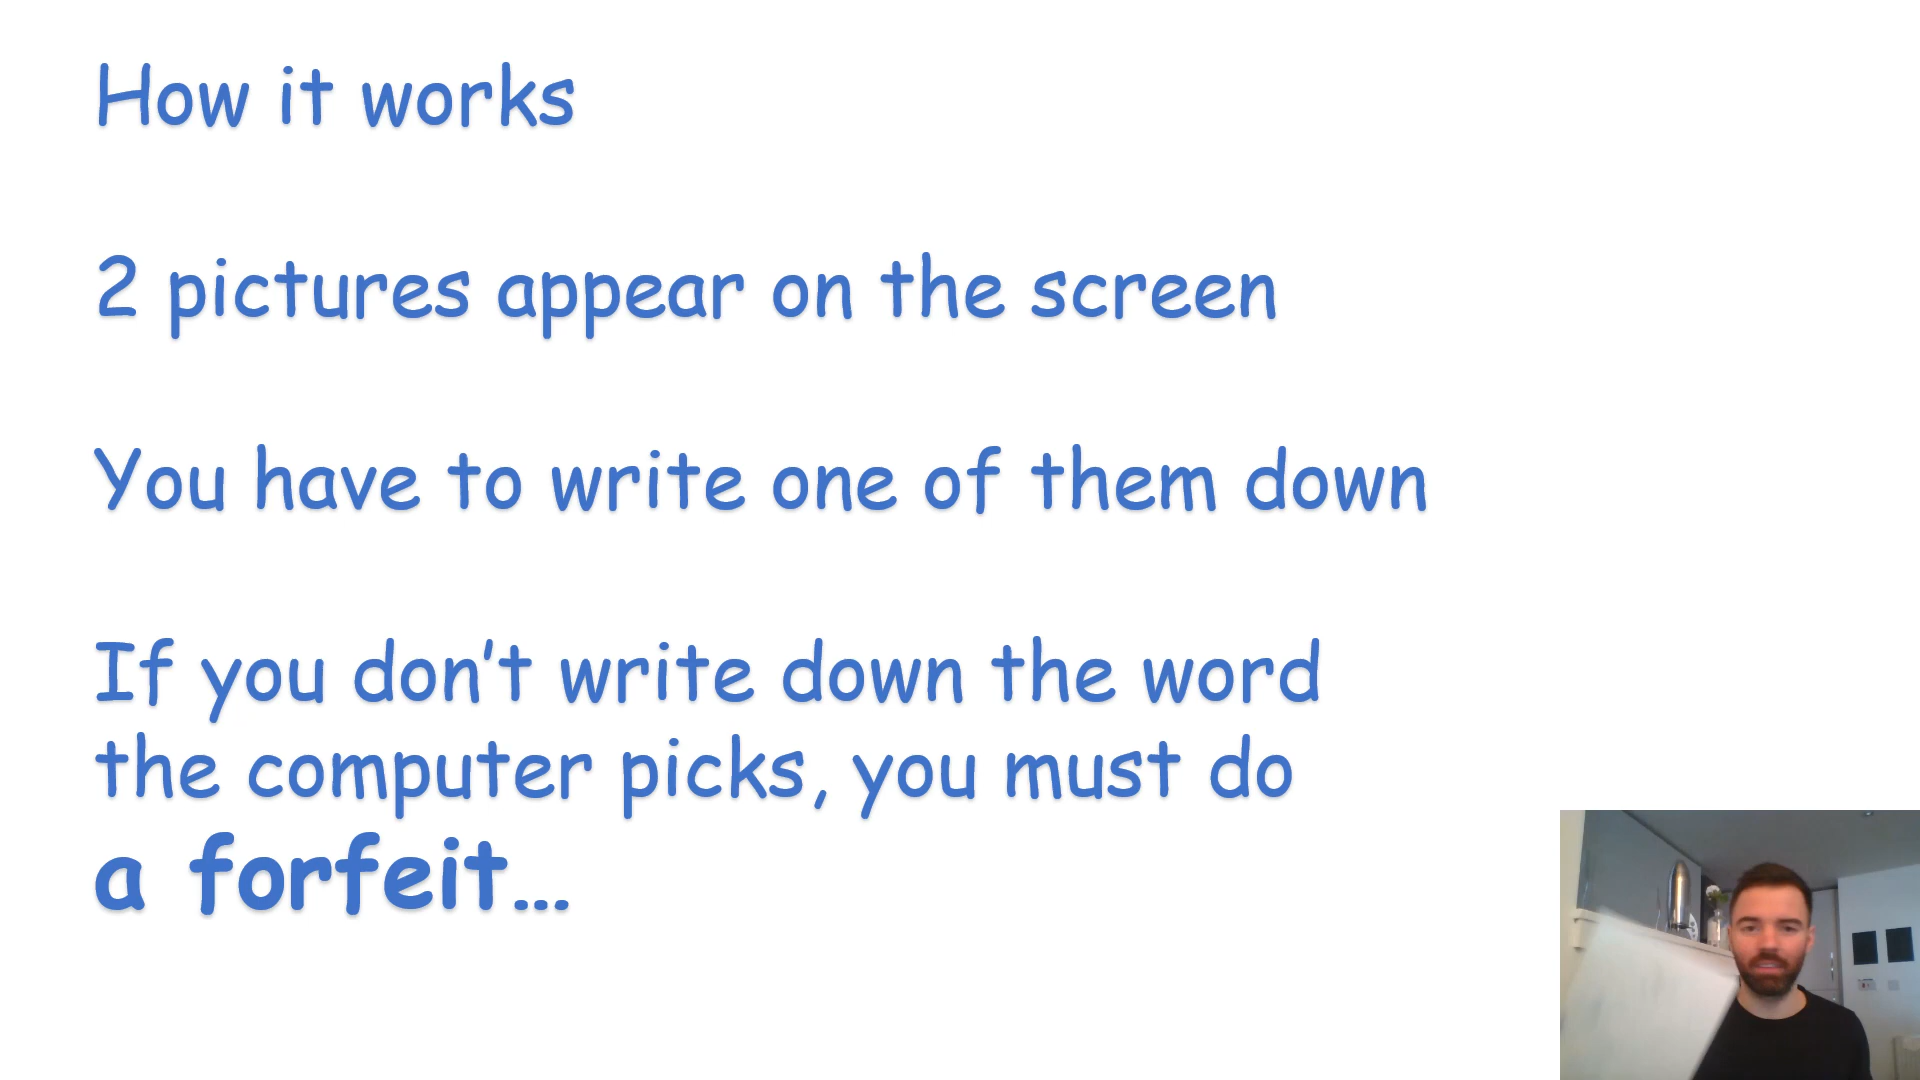 How it works
2 pictures appear on the screen
You have to write one of them down
If you don’t write down the word
the computer picks, you must do
a forfeit…